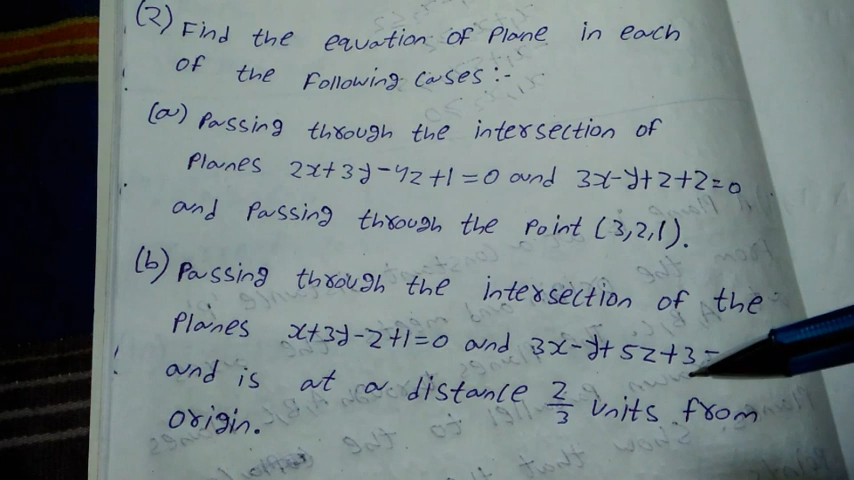 (2) Find the equation of Plane in each
of the Following Cases :-
(a) Passing through the intersection of
Planes 2x+3y-4z+1=0 and 3x-y+z+2=0
and Passing through the Point (3,2,1).
(b) Passing through the intersection of the
Planes x+3y-z+1=0 and 3x-y+5z+3=
and is at a distance 2/3 Units from
Origin.